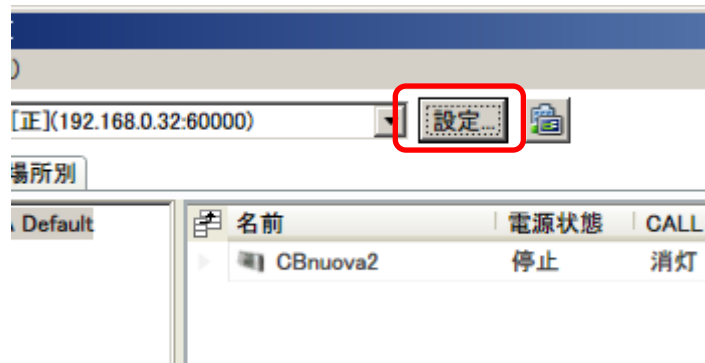 )
[正](192.168.0.32:60000) 設定...
場所別
Default 名前 電源状態 CALL
CBnuova2 停止 消灯